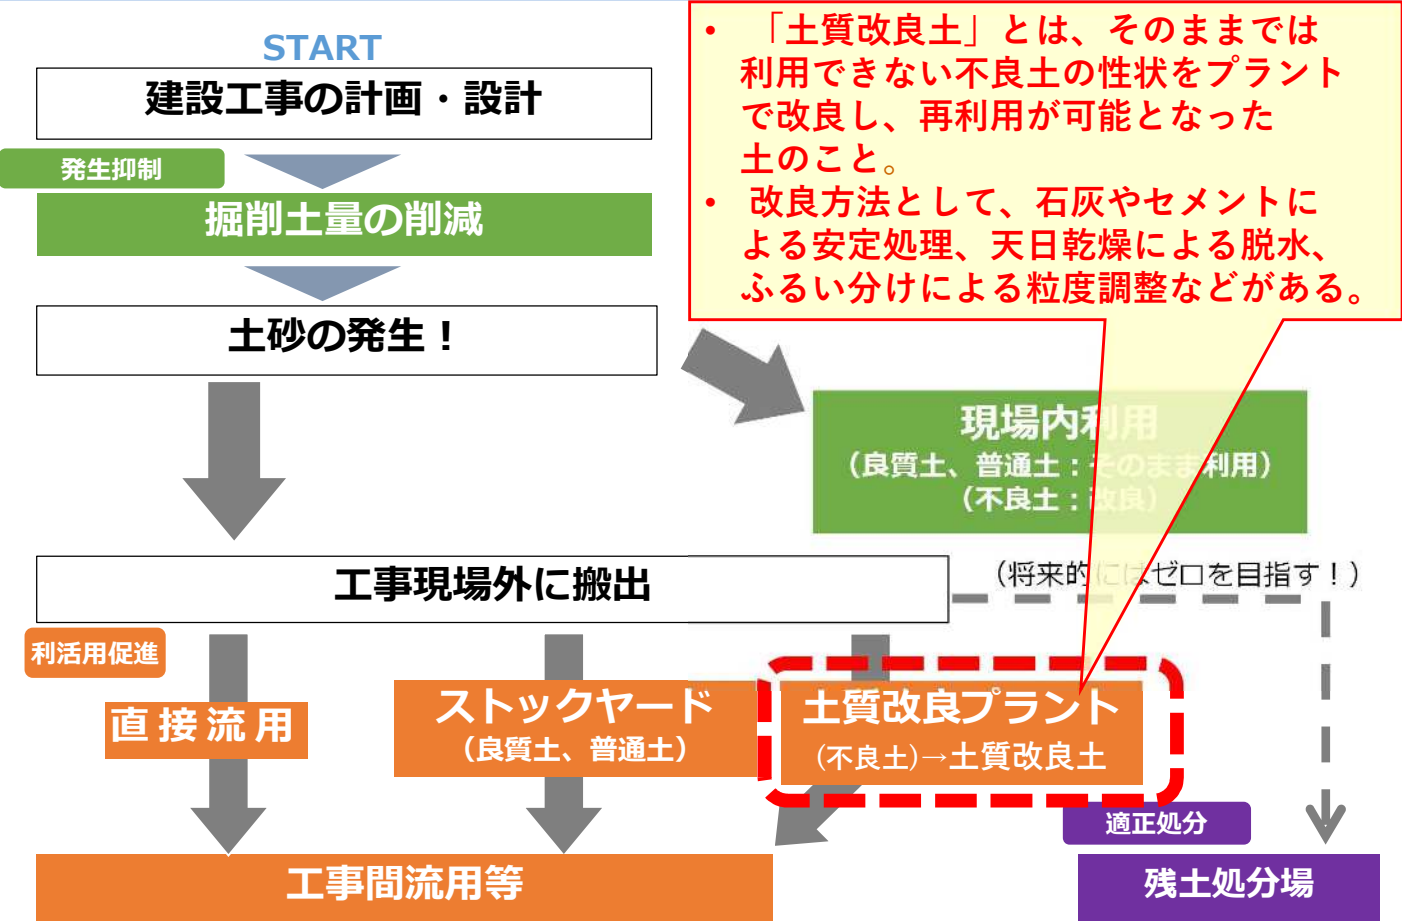 START
建設工事の計画・設計
発生抑制
掘削土量の削減
土砂の発生！
• 「土質改良土」とは、そのままでは
利用できない不良土の性状をプラント
で改良し、再利用が可能となった
土のこと。
• 改良方法として、石灰やセメントに
よる安定処理、天日乾燥による脱水、
ふるい分けによる粒度調整などがある。
現場内利用
（良質土、普通土：そのまま利用）
（不良土：改良）
工事現場外に搬出
（将来的にはゼロを目指す！）
利活用促進
直接流用
ストックヤード
（良質土、普通土）
土質改良プラント
(不良土)→土質改良土
適正処分
工事間流用等
残土処分場